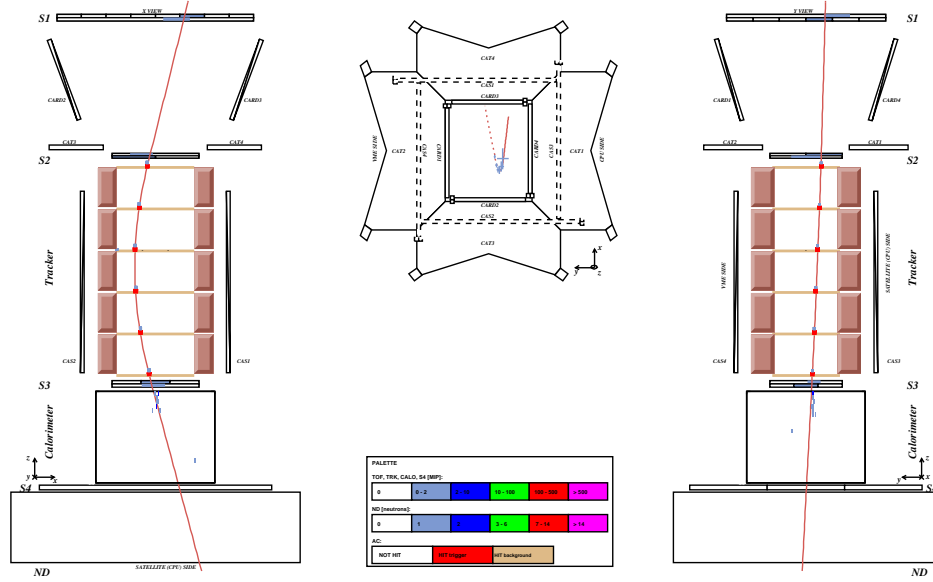 X VIEW
S1
CARD2
CARD3
CAT3
CAT4
S2
Tracker
CAS2
CAS1
S3
Calorimeter
z
y
x
S4
SATELLITE (CPU) SIDE
ND
CAT4
CAS1
CARD3
VME SIDE
CAT2
CAS4
CARD1
CARD4
CAS3
CAT1
CPU SIDE
CARD2
CAS2
CAT3
x
y
z
PALETTE
TOF, TRK, CALO, S4 [MIP]:
0
0 - 2
10 - 100
100 - 500
> 500
ND [neutrons]:
0
1
2
3 - 6
7 - 14
> 14
AC:
NOT HIT
HIT trigger
HIT background
Y VIEW
S1
CARD1
CARD4
CAT2
CAT1
S2
VME SIDE
SATELLITE (CPU) SIDE
Tracker
CAS4
CAS3
S3
Calorimeter
z
y
x
ND